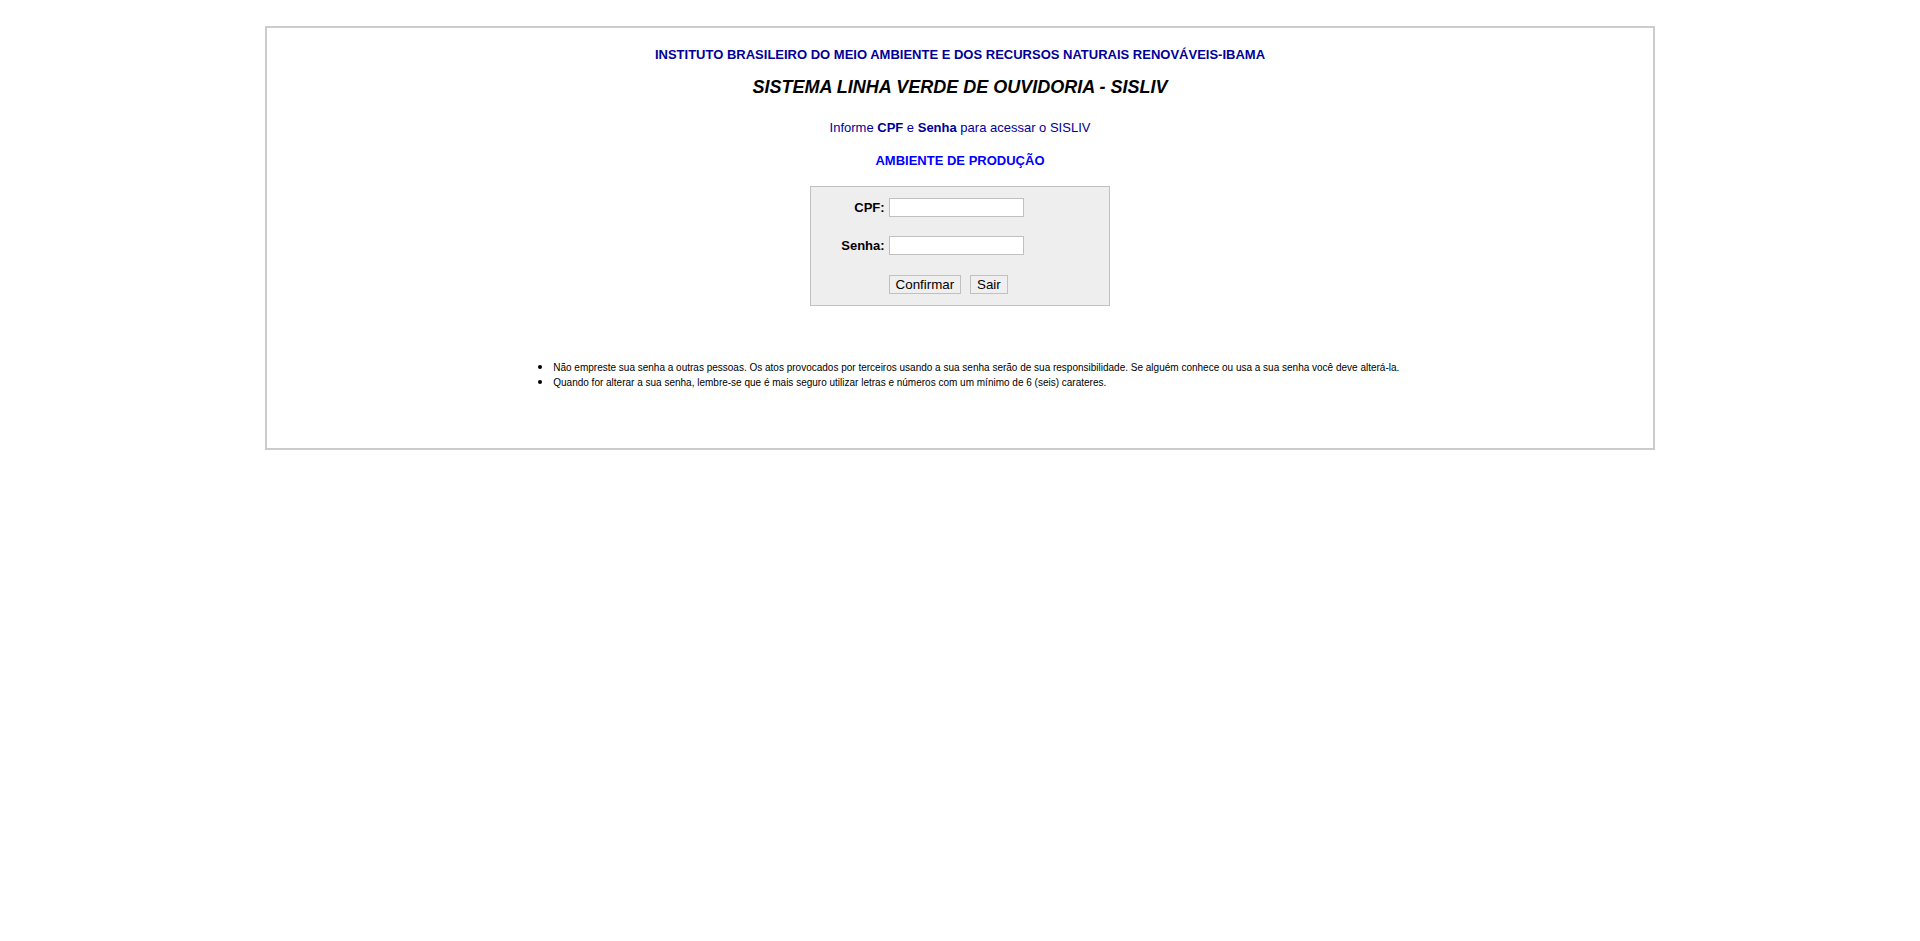 INSTITUTO BRASILEIRO DO MEIO AMBIENTE E DOS RECURSOS NATURAIS RENOVÁVEIS-IBAMA
SISTEMA LINHA VERDE DE OUVIDORIA - SISLIV
Informe CPF e Senha para acessar o SISLIV
AMBIENTE DE PRODUÇÃO
CPF:
Senha:
Confirmar Sair
• Não empreste sua senha a outras pessoas. Os atos provocados por terceiros usando a sua senha serão de sua responsibilidade. Se alguém conhece ou usa a sua senha você deve alterá-la.
• Quando for alterar a sua senha, lembre-se que é mais seguro utilizar letras e números com um mínimo de 6 (seis) carateres.